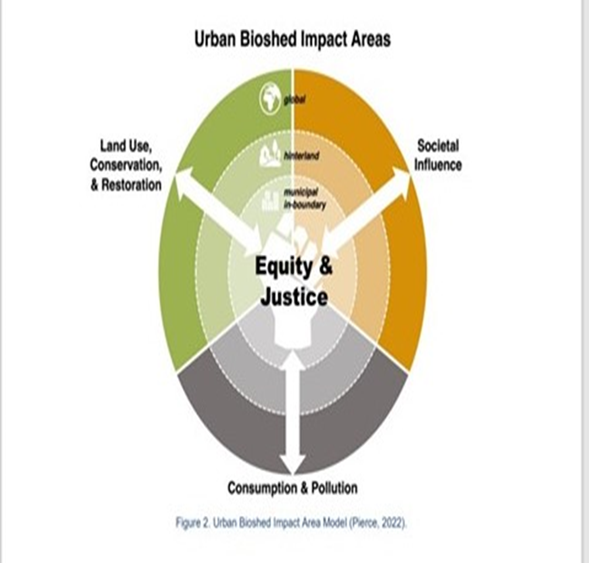 Urban Bioshed Impact Areas
global
hinterland
municipal
in-boundary
Land Use,
Conservation,
& Restoration
Societal
Influence
Equity &
Justice
Consumption & Pollution
Figure 2. Urban Bioshed Impact Area Model (Pierce, 2022).